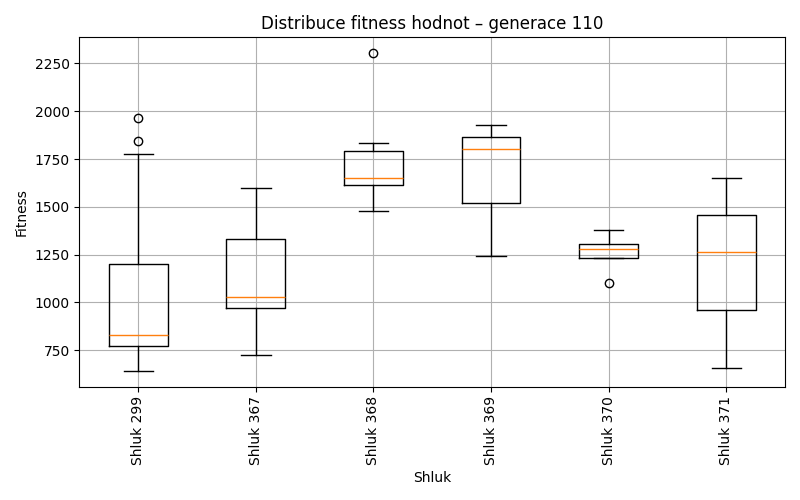 Distribuce fitness hodnot – generace 110
Fitness
2250
2000
1750
1500
1250
1000
750
Shluk 299
Shluk 367
Shluk 368
Shluk 369
Shluk 370
Shluk 371
Shluk